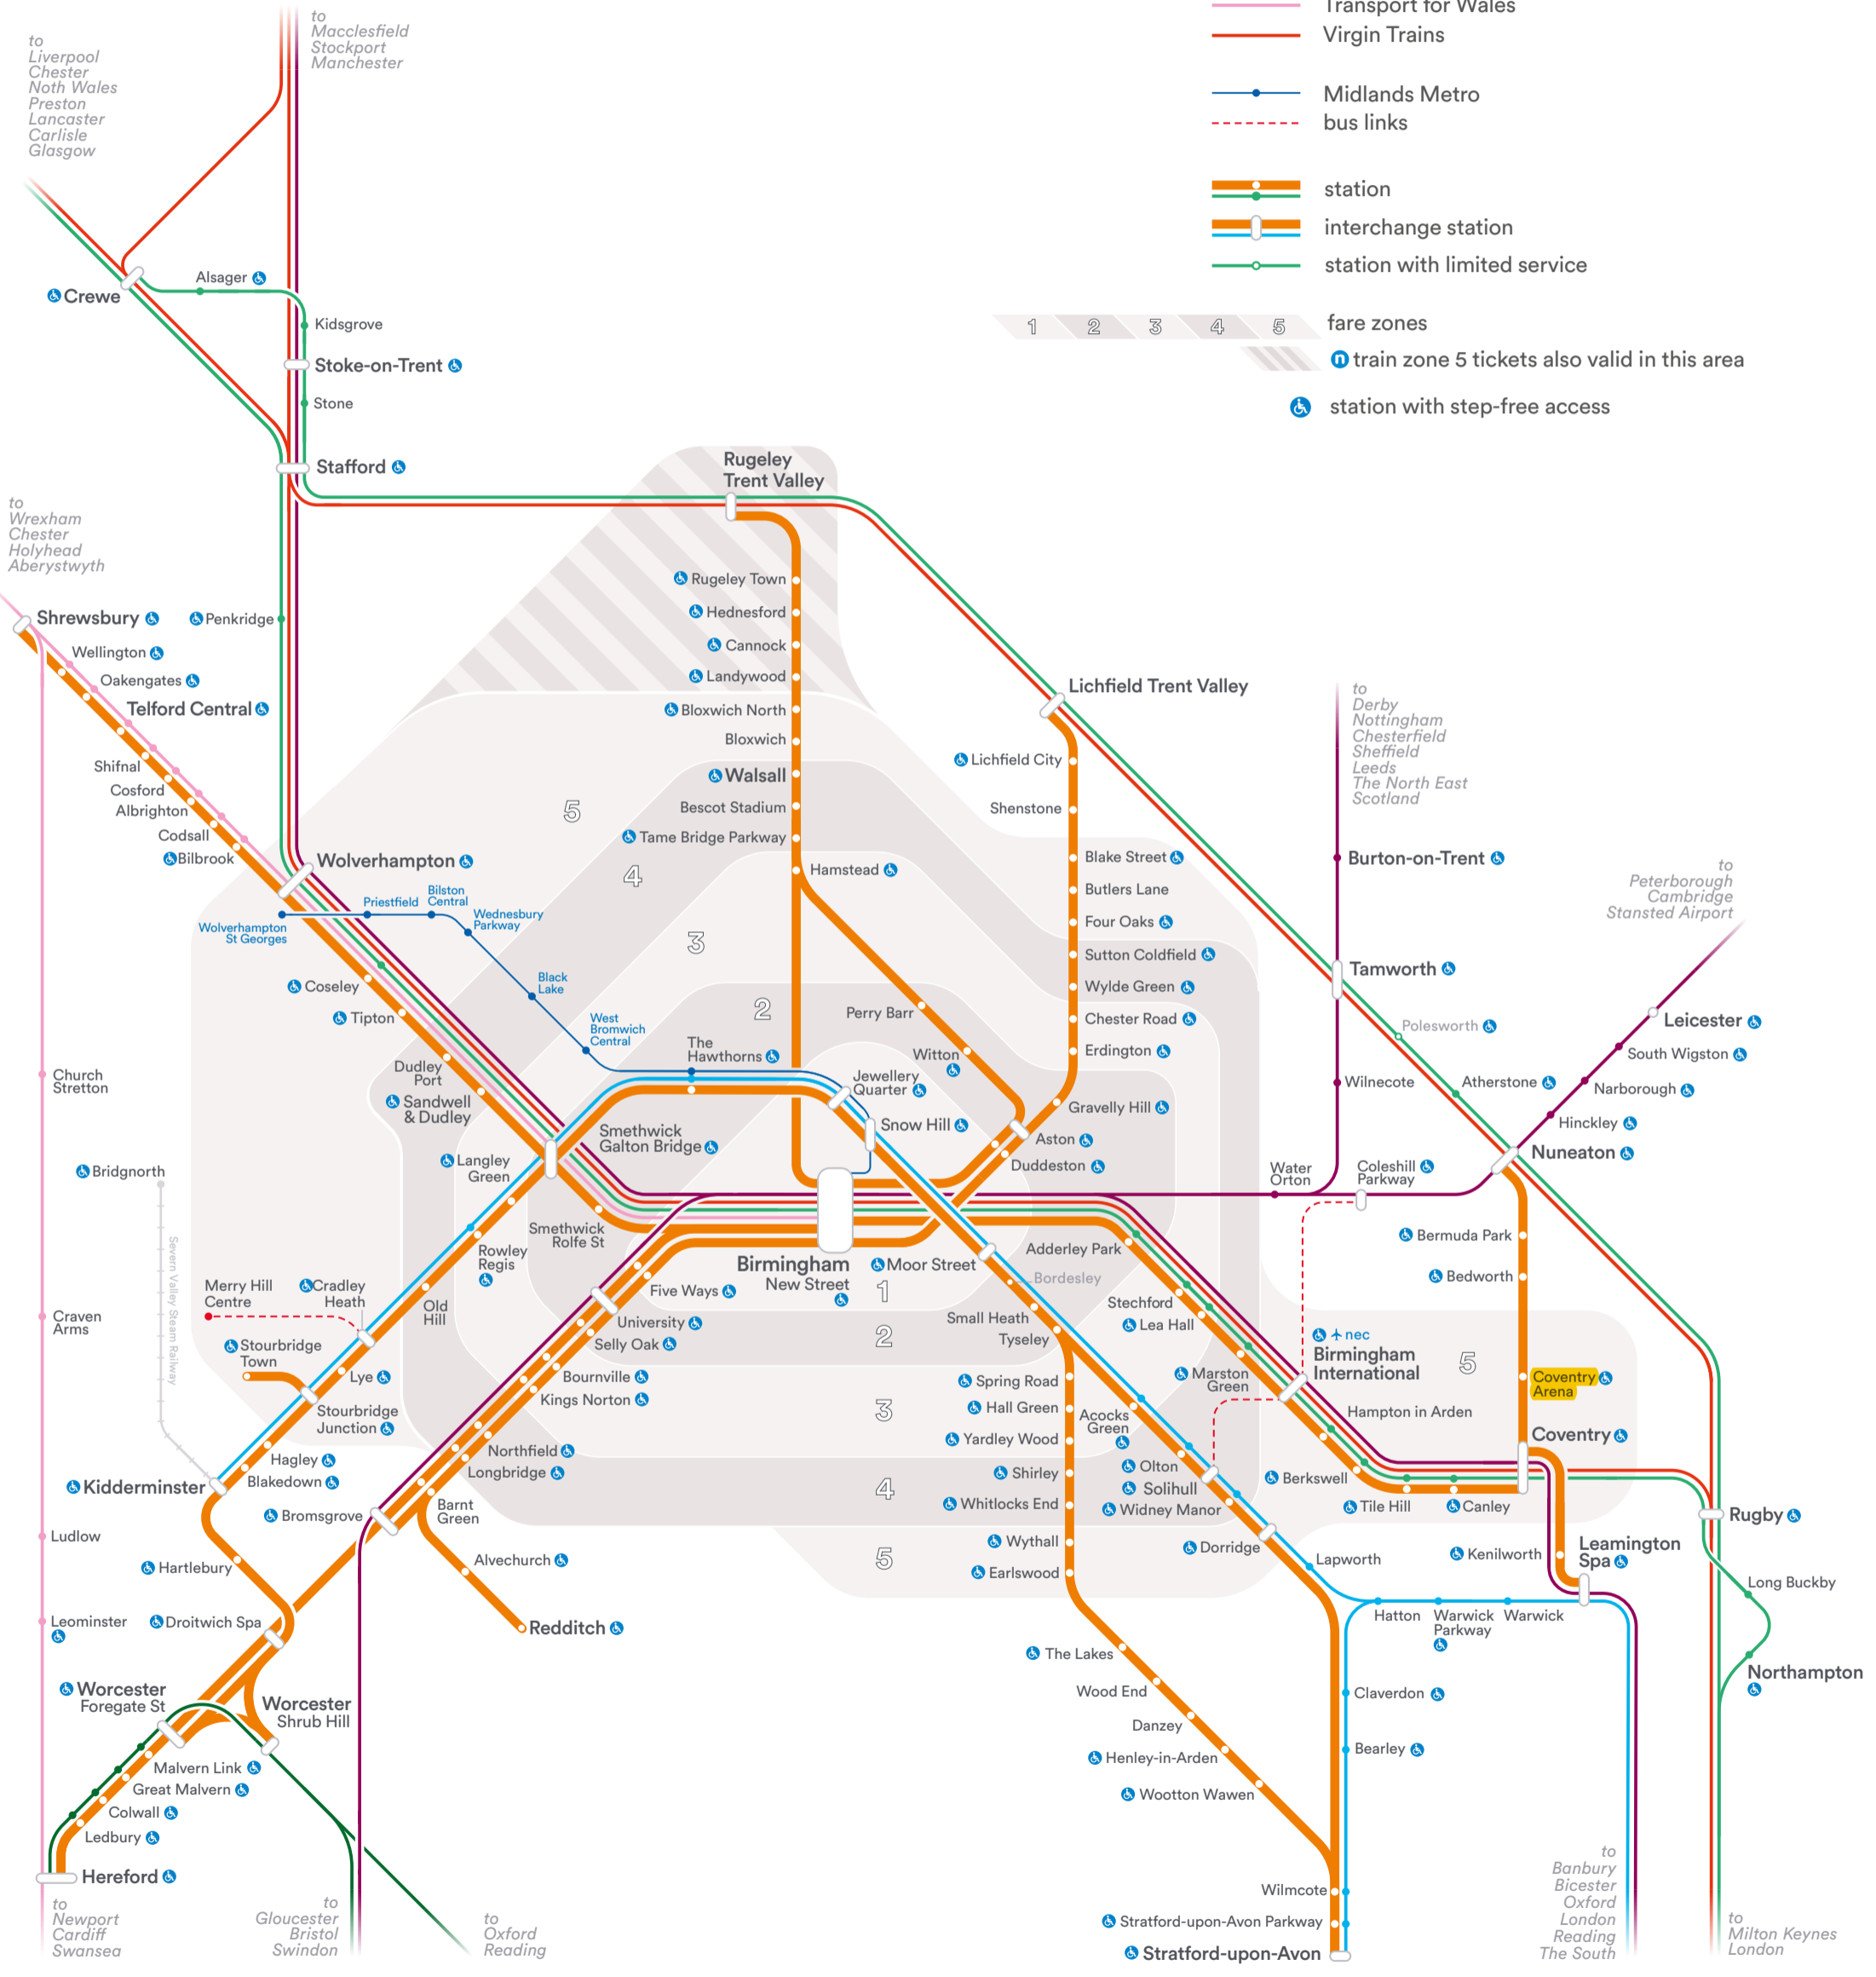 to
Macclesfield
Stockport
Manchester
to
Liverpool
Chester
Noth Wales
Preston
Lancaster
Carlisle
Glasgow
Transport for Wales
Virgin Trains
Midlands Metro
bus links
station
interchange station
station with limited service
1 2 3 4 5
fare zones
n train zone 5 tickets also valid in this area
station with step-free access
Crewe
Alsager
Kidsgrove
Stoke-on-Trent
Stone
Stafford
to
Wrexham
Chester
Holyhead
Aberystwyth
Shrewsbury
Penkridge
Wellington
Oakengates
Telford Central
Shifnal
Cosford
Albrighton
Codsall
Bilbrook
Wolverhampton
Rugeley
Trent Valley
Rugeley Town
Hednesford
Cannock
Landywood
Bloxwich North
Bloxwich
Walsall
Bescot Stadium
Tame Bridge Parkway
Hamstead
5
4
3
2
Lichfield Trent Valley
Lichfield City
Shenstone
Blake Street
Butlers Lane
Four Oaks
Sutton Coldfield
Wylde Green
Chester Road
Erdington
Gravelly Hill
Aston
Duddeston
Perry Barr
Witton
to
Derby
Nottingham
Chesterfield
Sheffield
Leeds
The North East
Scotland
Burton-on-Trent
Tamworth
Wilnecote
Polesworth
Atherstone
to
Peterborough
Cambridge
Stansted Airport
Leicester
South Wigston
Narborough
Hinckley
Nuneaton
Water
Orton
Coleshill
Parkway
Bermuda Park
Bedworth
Coventry
Arena
Coventry
Wolverhampton
St Georges
Priestfield
Bilston
Central
Wednesbury
Parkway
Black
Lake
West
Bromwich
Central
The
Hawthorns
Jewellery
Quarter
Snow Hill
Coseley
Tipton
Dudley
Port
Sandwell
& Dudley
Smethwick
Galton Bridge
Langley
Green
Smethwick
Rolfe St
Rowley
Regis
Old
Hill
Cradley
Heath
Merry Hill
Centre
Stourbridge
Town
Lye
Stourbridge
Junction
Hagley
Blakedown
Kidderminster
Bridgnorth
Severn Valley Steam Railway
Church
Stretton
Craven
Arms
Ludlow
Leominster
Birmingham
New Street
Moor Street
Bordesley
Small Heath
Tyseley
Adderley Park
Stechford
Lea Hall
Marston
Green
nec
Birmingham
International
Hampton in Arden
Berkswell
Tile Hill
Canley
5
1
2
3
4
5
Five Ways
University
Selly Oak
Bournville
Kings Norton
Northfield
Longbridge
Barnt
Green
Alvechurch
Redditch
Bromsgrove
Hartlebury
Droitwich Spa
Worcester
Foregate St
Worcester
Shrub Hill
Malvern Link
Great Malvern
Colwall
Ledbury
Hereford
Spring Road
Hall Green
Yardley Wood
Shirley
Whitlocks End
Wythall
Earlswood
The Lakes
Wood End
Danzey
Henley-in-Arden
Wootton Wawen
Acocks
Green
Olton
Solihull
Widney Manor
Dorridge
Lapworth
Hatton
Warwick
Parkway
Warwick
Leamington
Spa
Kenilworth
Claverdon
Bearley
Wilmcote
Stratford-upon-Avon Parkway
Stratford-upon-Avon
Rugby
Long Buckby
Northampton
to
Newport
Cardiff
Swansea
to
Gloucester
Bristol
Swindon
to
Oxford
Reading
to
Banbury
Bicester
Oxford
London
Reading
The South
to
Milton Keynes
London